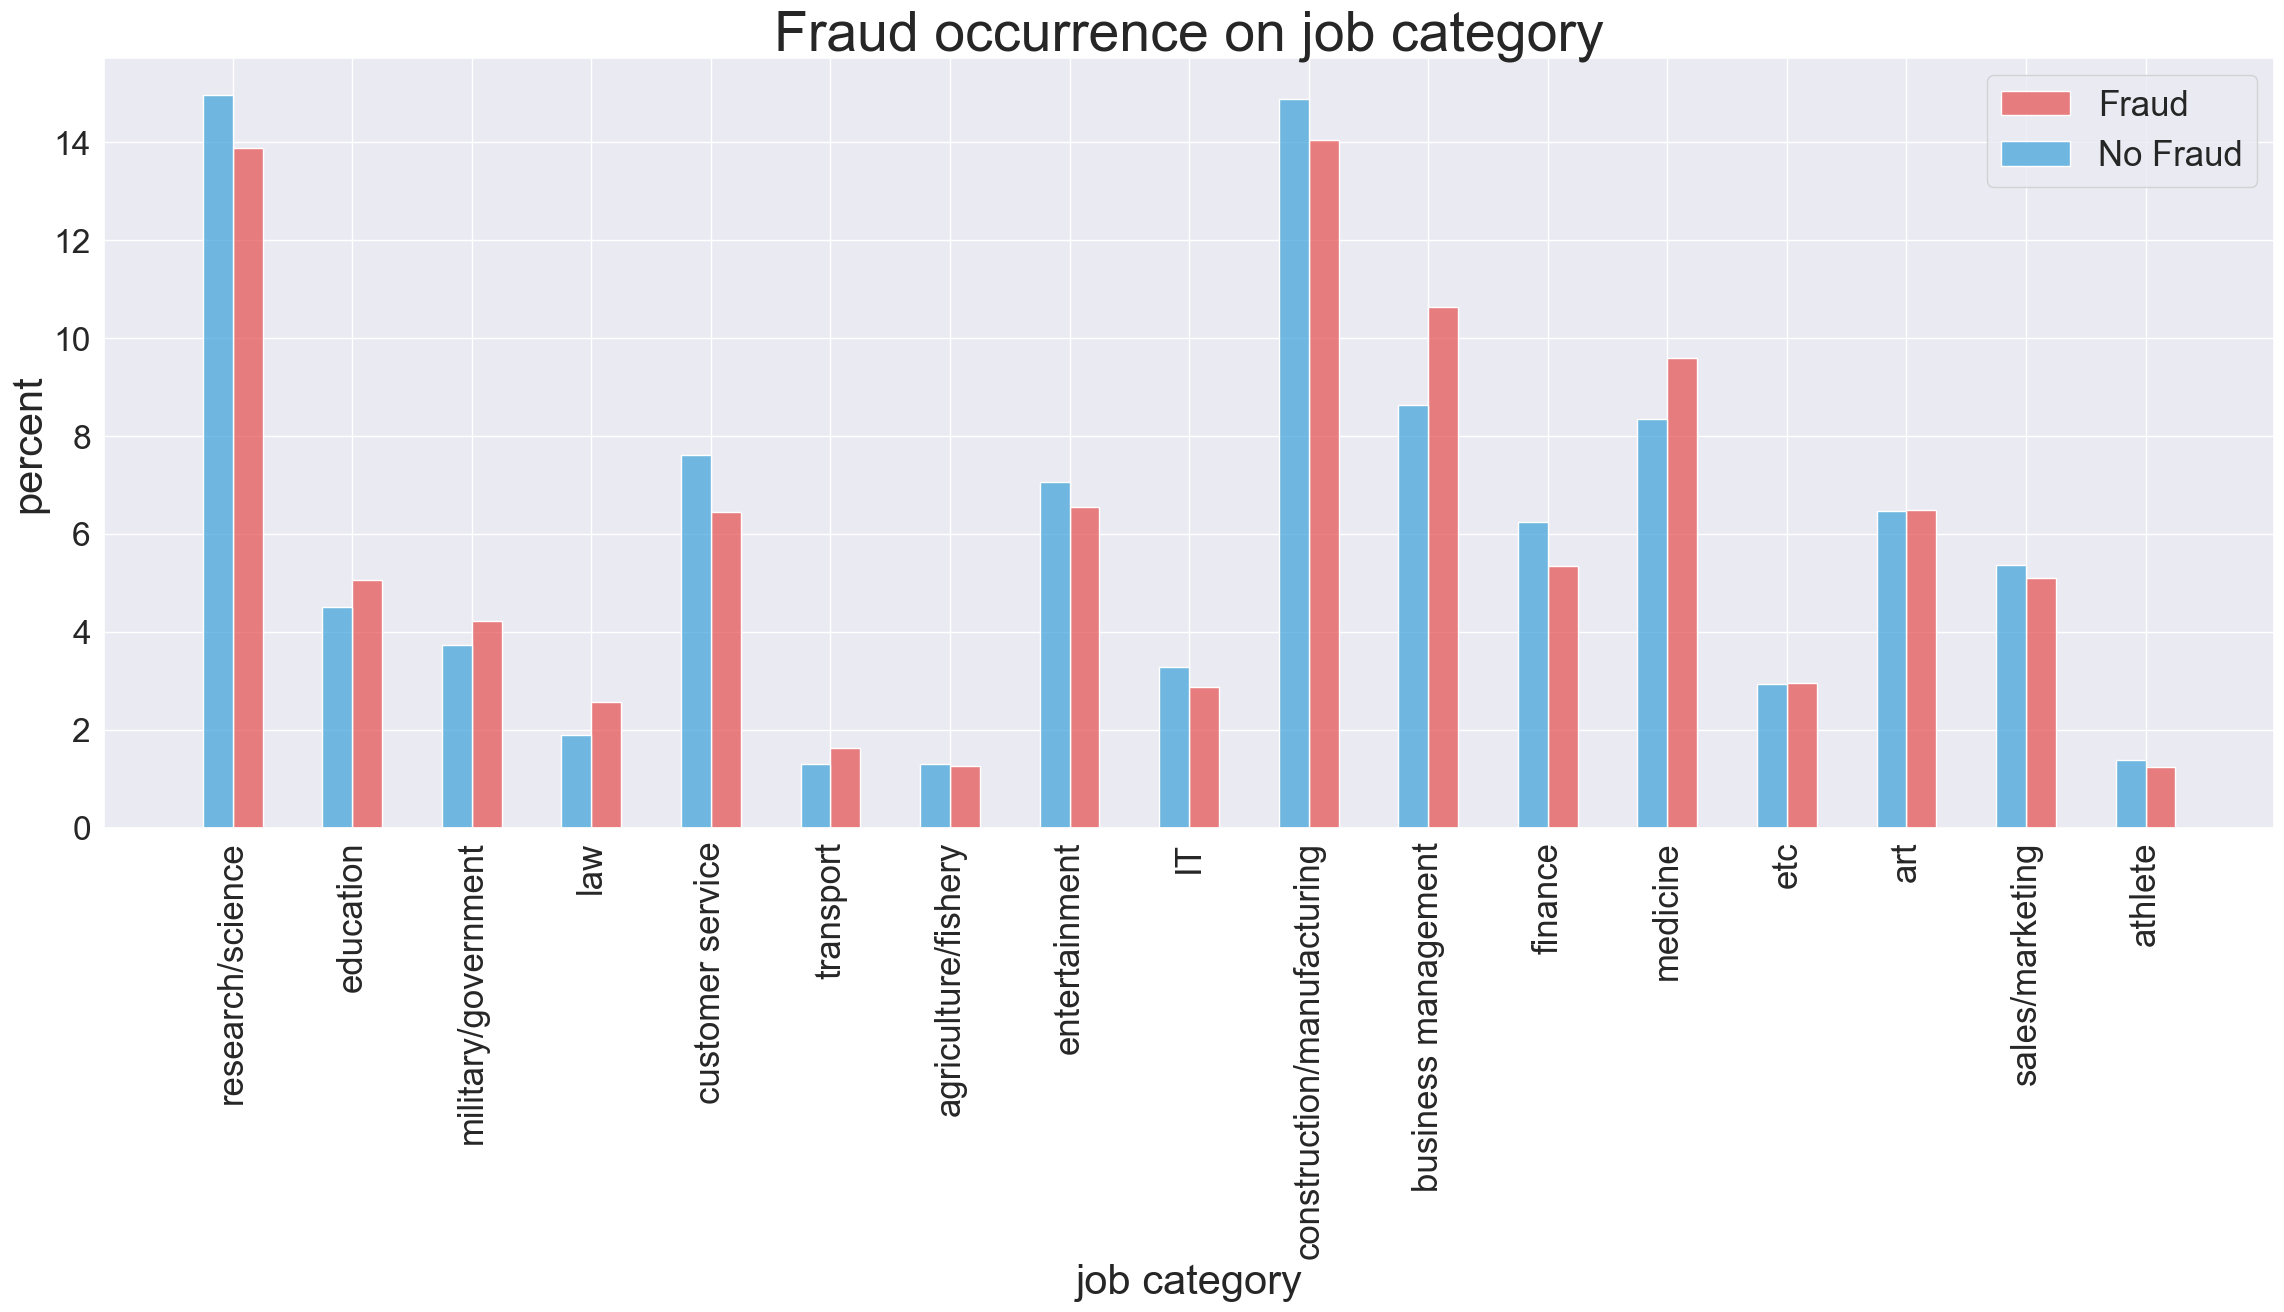 Fraud occurrence on job category
Fraud
No Fraud
percent
14
12
10
8
6
4
2
0
research/science
education
military/government
law
customer service
transport
agriculture/fishery
entertainment
IT
construction/manufacturing
business management
finance
medicine
etc
art
sales/marketing
athlete
job category